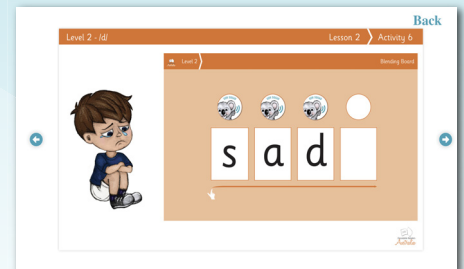 Back
Level 2 - /d/
Lesson 2
Activity 6
Level 2
Blending Board
s a d